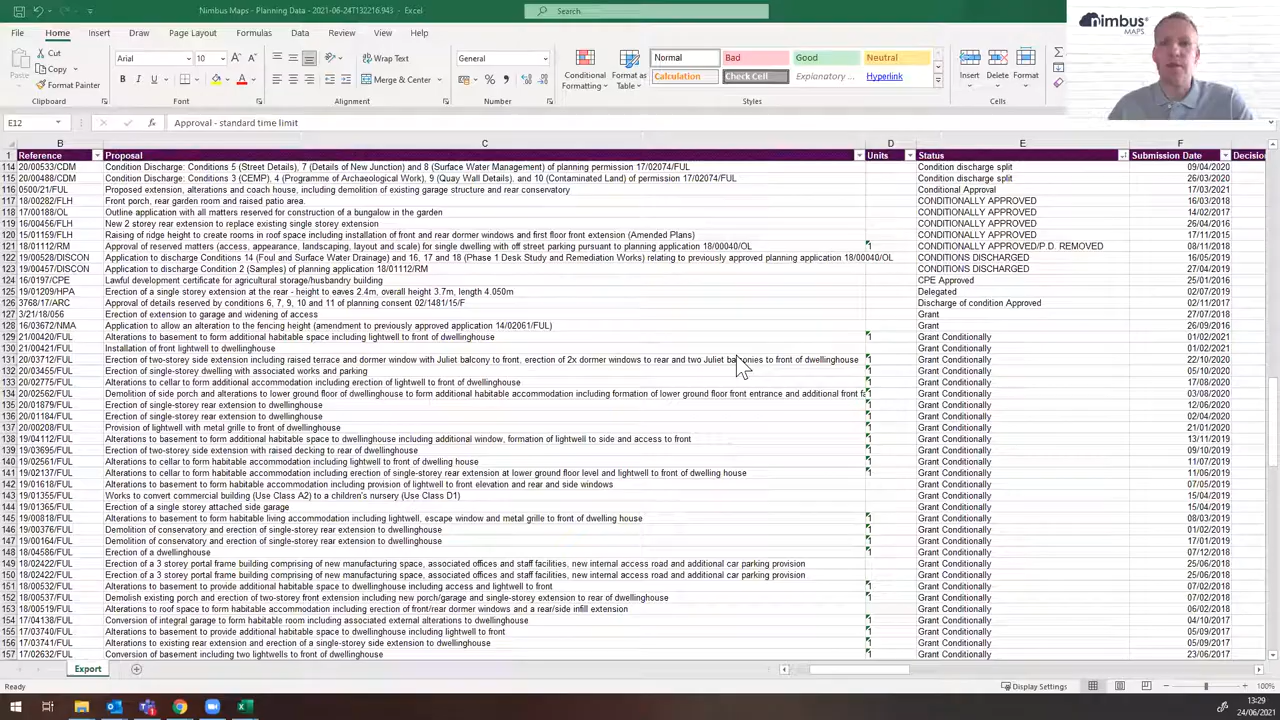 Nimbus Maps - Planning Data - 2021-06-24T132216.943 - Excel
Search
nimbus
MAPS
File Home Insert Draw Page Layout Formulas Data Review View Help
Cut
Copy
Format Painter
Paste
Clipboard
Arial 10
B I U
Font
Wrap Text
Merge & Center
Alignment
General
Number
Conditional Formatting
Format as Table
Normal Bad Good Neutral
Calculation Check Cell Explanatory ... Hyperlink
Styles
Insert Delete Format
Cells
E12 fx Approval - standard time limit
B C D E F
1 Reference Proposal Units Status Submission Date Decision
114 20/00533/CDM Condition Discharge: Conditions 5 (Street Details), 7 (Details of New Junction) and 8 (Surface Water Management) of planning permission 17/02074/FUL Condition discharge split 09/04/2020
115 20/00488/CDM Condition Discharge: Conditions 3 (CEMP), 4 (Programme of Archaeological Work), 9 (Quay Wall Details), and 10 (Contaminated Land) of permission 17/02074/FUL Condition discharge split 26/03/2020
116 0500/21/FUL Proposed extension, alterations and coach house, including demolition of existing garage structure and rear conservatory Conditional Approval 17/03/2021
117 18/00282/FLH Front porch, rear garden room and raised patio area. CONDITIONALLY APPROVED 16/03/2018
118 17/00188/OL Outline application with all matters reserved for construction of a bungalow in the garden CONDITIONALLY APPROVED 14/02/2017
119 16/00456/FLH New 2 storey rear extension to replace existing single storey extension CONDITIONALLY APPROVED 26/04/2016
120 15/01159/FLH Raising of ridge height to create rooms in roof space including installation of front and rear dormer windows and first floor front extension (Amended Plans) CONDITIONALLY APPROVED 17/11/2015
121 18/01112/RM Approval of reserved matters (access, appearance, landscaping, layout and scale) for single dwelling with off street parking pursuant to planning application 18/00040/OL 1 CONDITIONALLY APPROVED/P.D. REMOVED 08/11/2018
122 19/00528/DISCON Application to discharge Conditions 14 (Foul and Surface Water Drainage) and 16, 17 and 18 (Phase 1 Desk Study and Remediation Works) relating to previously approved planning application 18/00040/OL CONDITIONS DISCHARGED 16/05/2019
123 19/00457/DISCON Application to discharge Condition 2 (Samples) of planning application 18/01112/RM CONDITIONS DISCHARGED 27/04/2019
124 16/0197/CPE Lawful development certificate for agricultural storage/husbandry building CPE Approved 25/01/2016
125 19/01209/HPA Erection of a single storey extension at the rear - height to eaves 2.4m, overall height 3.7m, length 4.050m Delegated 27/12/2019
126 3768/17/ARC Approval of details reserved by conditions 6, 7, 9, 10 and 11 of planning consent 02/1481/15/F Discharge of condition Approved 02/11/2017
127 3/21/18/056 Erection of extension to garage and widening of access Grant 27/07/2018
128 16/03672/NMA Application to allow an alteration to the fencing height (amendment to previously approved application 14/02061/FUL) Grant 26/09/2016
129 21/00420/FUL Alterations to basement to form additional habitable space including lightwell to front of dwellinghouse 1 Grant Conditionally 01/02/2021
130 21/00421/FUL Installation of front lightwell to dwellinghouse Grant Conditionally 01/02/2021
131 20/03712/FUL Erection of two-storey side extension including raised terrace and dormer window with Juliet balcony to front, erection of 2x dormer windows to rear and two Juliet balconies to front of dwellinghouse 1 Grant Conditionally 22/10/2020
132 20/03455/FUL Erection of single-storey dwelling with associated works and parking 1 Grant Conditionally 05/10/2020
133 20/02775/FUL Alterations to cellar to form additional accommodation including erection of lightwell to front of dwellinghouse 1 Grant Conditionally 17/08/2020
134 20/02562/FUL Demolition of side porch and alterations to lower ground floor of dwellinghouse to form additional habitable accommodation including formation of lower ground floor front entrance and additional front fa 1 Grant Conditionally 03/08/2020
135 20/01879/FUL Erection of single-storey rear extension to dwellinghouse 1 Grant Conditionally 12/06/2020
136 20/01184/FUL Erection of single-storey rear extension to dwellinghouse 1 Grant Conditionally 02/04/2020
137 20/00208/FUL Provision of lightwell with metal grille to front of dwellinghouse 1 Grant Conditionally 21/01/2020
138 19/04112/FUL Alterations to basement to form additional habitable space to dwellinghouse including additional window, formation of lightwell to side and access to front 1 Grant Conditionally 13/11/2019
139 19/03695/FUL Erection of two-storey side extension with raised decking to rear of dwellinghouse 1 Grant Conditionally 09/10/2019
140 19/02561/FUL Alterations to cellar to form habitable accommodation including lightwell to front of dwelling house 1 Grant Conditionally 11/07/2019
141 19/02137/FUL Alterations to cellar to form habitable accommodation including erection of single-storey rear extension at lower ground floor level and lightwell to front of dwellinghouse 1 Grant Conditionally 11/06/2019
142 19/01618/FUL Alterations to basement to form additional habitable accommodation including provision of lightwell to front elevation and rear and side windows Grant Conditionally 07/05/2019
143 19/01355/FUL Works to convert commercial building (Use Class A2) to a children's nursery (Use Class D1) Grant Conditionally 15/04/2019
144 19/01365/FUL Erection of a single storey attached side garage Grant Conditionally 15/04/2019
145 19/00818/FUL Alterations to basement to form habitable living accommodation including lightwell, escape window and metal grille to front of dwelling house 1 Grant Conditionally 08/03/2019
146 19/00376/FUL Demolition of conservatory and erection of single-storey rear extension to dwellinghouse 1 Grant Conditionally 01/02/2019
147 19/00164/FUL Demolition of conservatory and erection of single-storey rear extension to dwellinghouse 1 Grant Conditionally 17/01/2019
148 18/04586/FUL Erection of a dwellinghouse 1 Grant Conditionally 07/12/2018
149 18/02422/FUL Erection of a 3 storey portal frame building comprising of new manufacturing space, associated offices and staff facilities, new internal access road and additional car parking provision Grant Conditionally 25/06/2018
150 18/02422/FUL Erection of a 3 storey portal frame building comprising of new manufacturing space, associated offices and staff facilities, new internal access road and additional car parking provision Grant Conditionally 25/06/2018
151 18/00532/FUL Alterations to basement to provide additional habitable space to dwellinghouse including access and lightwell to front 1 Grant Conditionally 07/02/2018
152 18/00537/FUL Demolish existing porch and erection of two-storey front extension including new porch/garage and single-storey extension to rear of dwellinghouse 1 Grant Conditionally 07/02/2018
153 18/00519/FUL Alterations to roof space to form habitable accommodation including erection of front/rear dormer windows and a rear/side infill extension Grant Conditionally 06/02/2018
154 17/04138/FUL Conversion of integral garage to form habitable room including associated external alterations to dwellinghouse 1 Grant Conditionally 04/10/2017
155 17/03740/FUL Alterations to basement to provide additional habitable space to dwellinghouse including lightwell to front 1 Grant Conditionally 05/09/2017
156 17/03741/FUL Alterations to existing rear extension and erection of a single-storey side extension to dwellinghouse 1 Grant Conditionally 05/09/2017
157 17/02632/FUL Conversion of basement including two lightwells to front of dwellinghouse 1 Grant Conditionally 23/06/2017
Export
Ready Display Settings 100%
13:29
24/06/2021